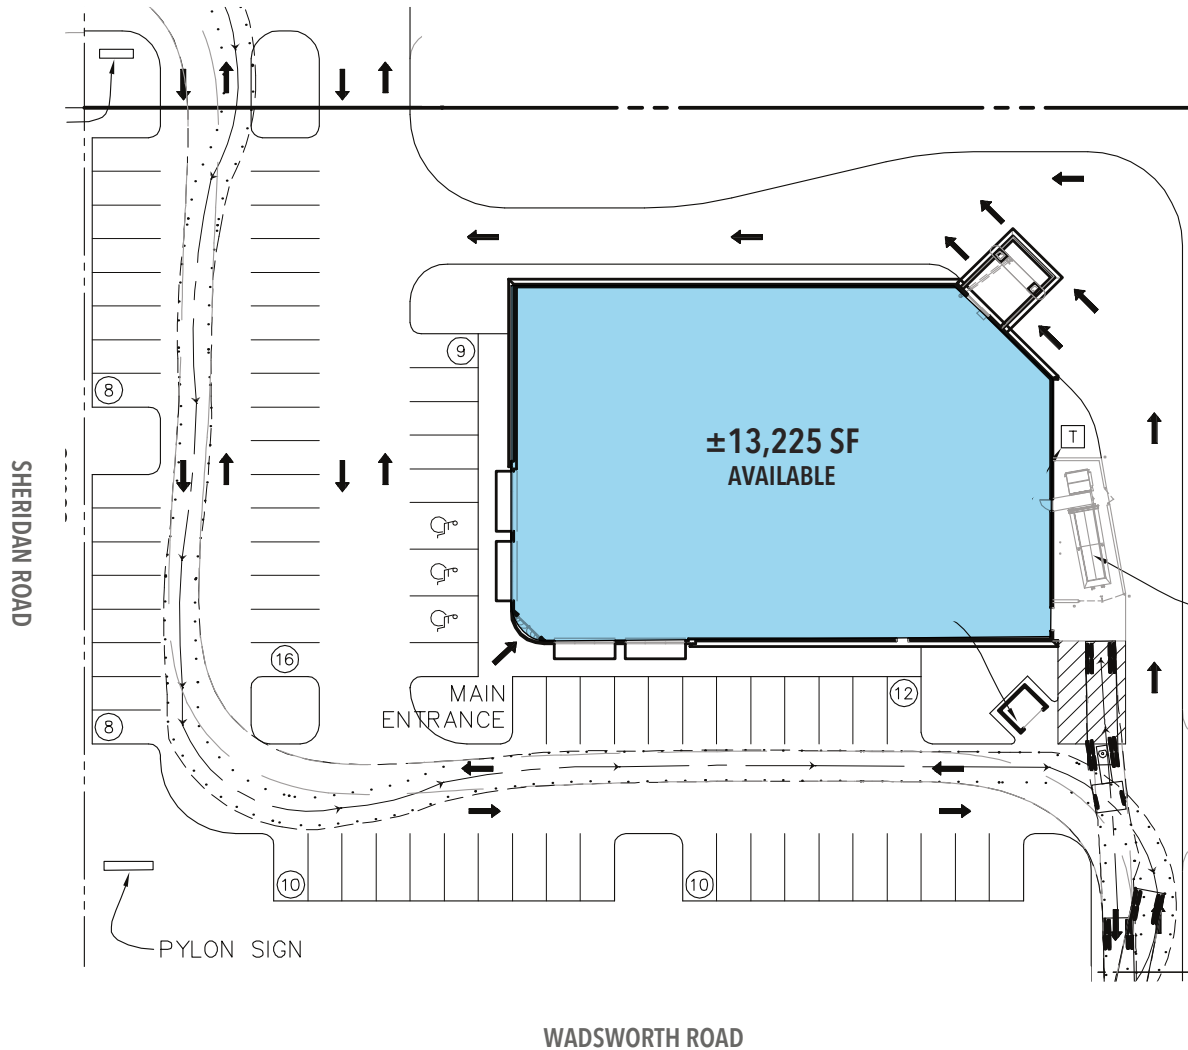 9
8
±13,225 SF
AVAILABLE
T
SHERIDAN ROAD
16
8
MAIN
ENTRANCE
12
10
10
PYLON SIGN
WADSWORTH ROAD